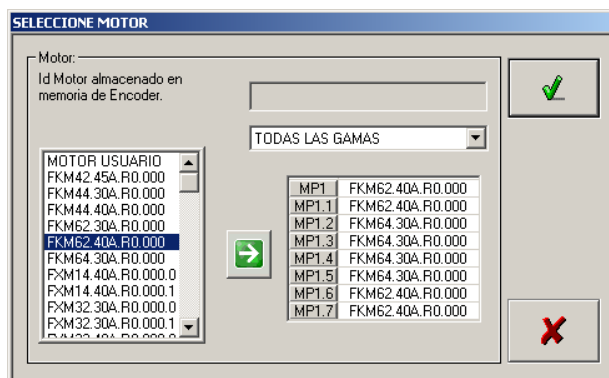 SELECCIONE MOTOR
Motor:
Id Motor almacenado en
memoria de Encoder.
TODAS LAS GAMAS
MOTOR USUARIO
FKM42.45A.R0.000
FKM44.30A.R0.000
FKM44.40A.R0.000
FKM62.30A.R0.000
FKM62.40A.R0.000
FKM64.30A.R0.000
FXM14.40A.R0.000.0
FXM14.40A.R0.000.1
FXM32.30A.R0.000.0
FXM32.30A.R0.000.1
MP1 FKM62.40A.R0.000
MP1.1 FKM62.40A.R0.000
MP1.2 FKM64.30A.R0.000
MP1.3 FKM64.30A.R0.000
MP1.4 FKM64.30A.R0.000
MP1.5 FKM64.30A.R0.000
MP1.6 FKM62.40A.R0.000
MP1.7 FKM62.40A.R0.000